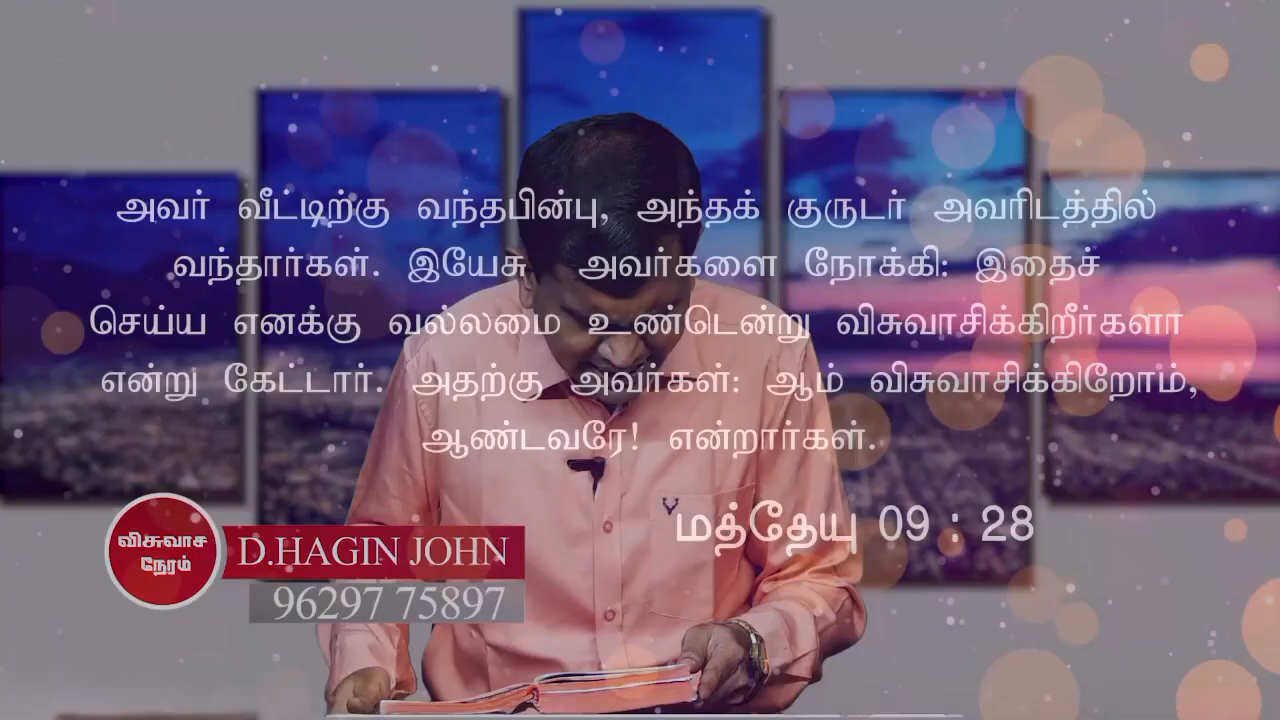 அவர் வீட்டிற்கு வந்தபின்பு, அந்தக் குருடர் அவரிடத்தில்
வந்தார்கள். இயேசு அவர்களை நோக்கி: இதைச்
செய்ய எனக்கு வல்லமை உண்டென்று விசுவாசிக்கிறீர்களா
என்று கேட்டார். அதற்கு அவர்கள்: ஆம் விசுவாசிக்கிறோம்,
ஆண்டவரே! என்றார்கள்.
மத்தேயு 09 : 28
விசுவாச
நேரம்
D.HAGIN JOHN
96297 75897